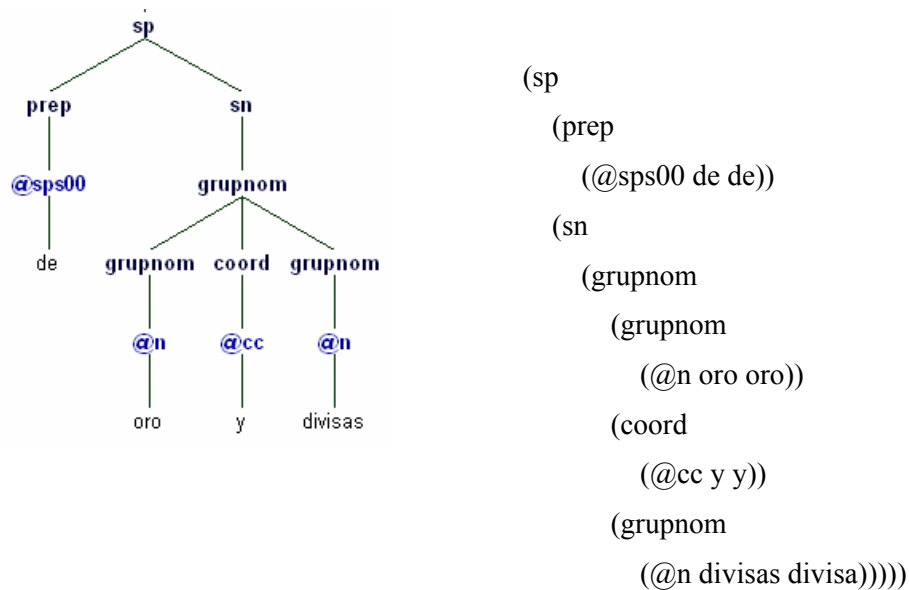 sp
prep sn
@sps00 grupnom
de grupnom coord grupnom
@n @cc @n
oro y divisas
(sp
(prep
(@sps00 de de))
(sn
(grupnom
(grupnom
(@n oro oro))
(coord
(@cc y y))
(grupnom
(@n divisas divisa)))))